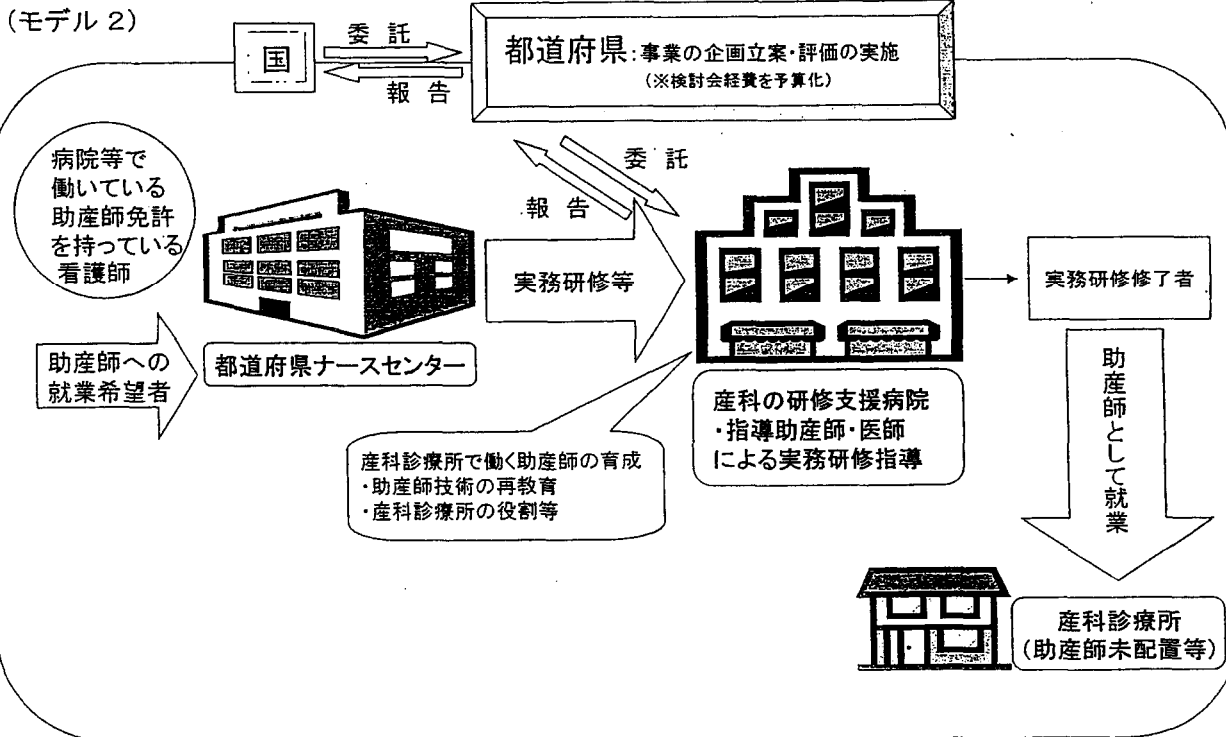 (モデル 2)
国
委 託
報 告
都道府県:事業の企画立案・評価の実施
(※検討会経費を予算化)
委 託
報 告
病院等で
働いている
助産師免許
を持っている
看護師
助産師への
就業希望者
都道府県ナースセンター
実務研修等
産科診療所で働く助産師の育成
・助産師技術の再教育
・産科診療所の役割等
産科の研修支援病院
・指導助産師・医師
による実務研修指導
実務研修修了者
助産師として就業
産科診療所
(助産師未配置等)